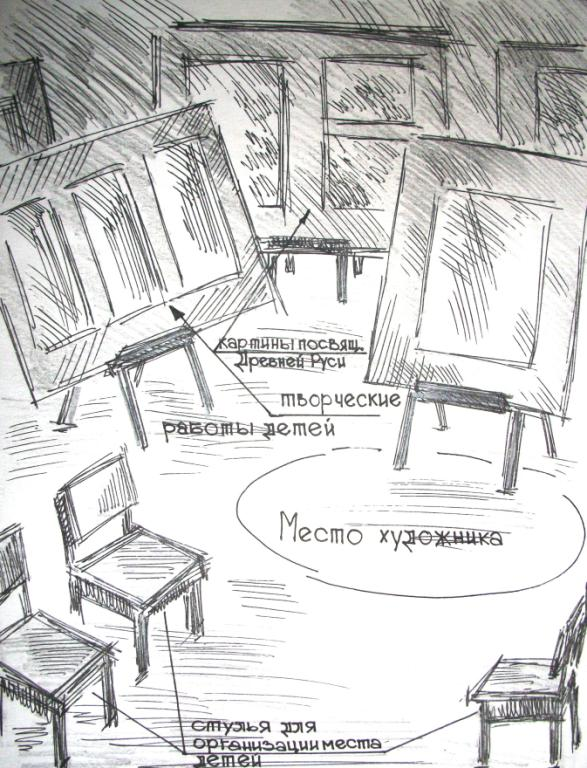 картины посвящ.
Древней Руси
творческие
работы детей
Место художника
стулья для
организации места
детей